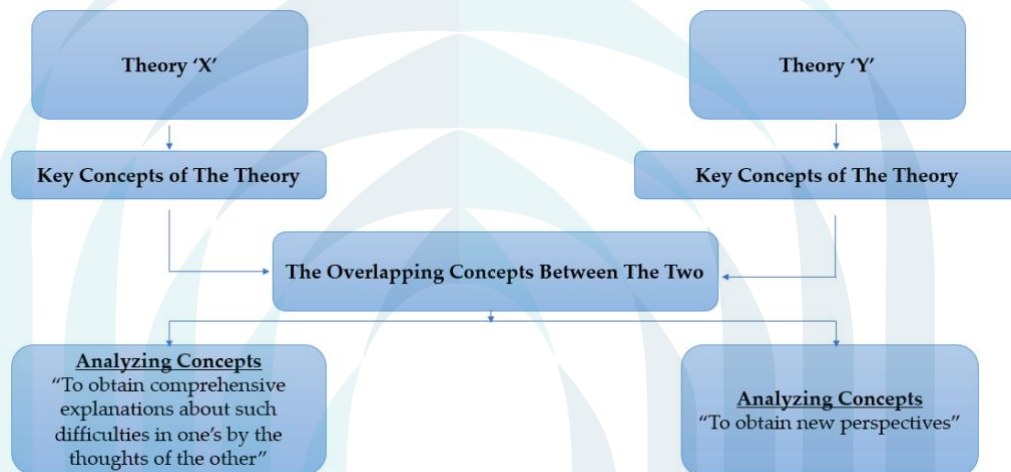 Theory ‘X’
Theory ‘Y’
Key Concepts of The Theory
Key Concepts of The Theory
The Overlapping Concepts Between The Two
Analyzing Concepts
“To obtain comprehensive
explanations about such
difficulties in one’s by the
thoughts of the other”
Analyzing Concepts
“To obtain new perspectives”